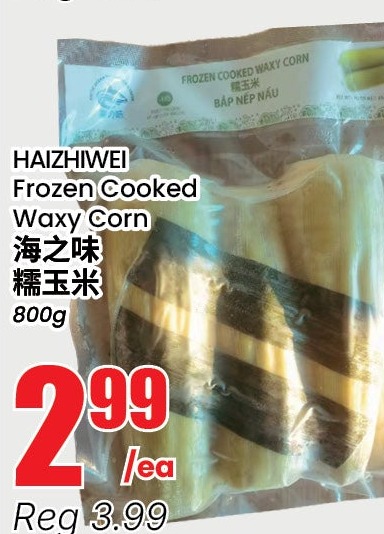 FROZEN COOKED WAXY CORN
糯玉米
BẮP NẾP NẤU
HAIZHIWEI
Frozen Cooked
Waxy Corn
海之味
糯玉米
800g
2.99
/ea
Reg 3.99